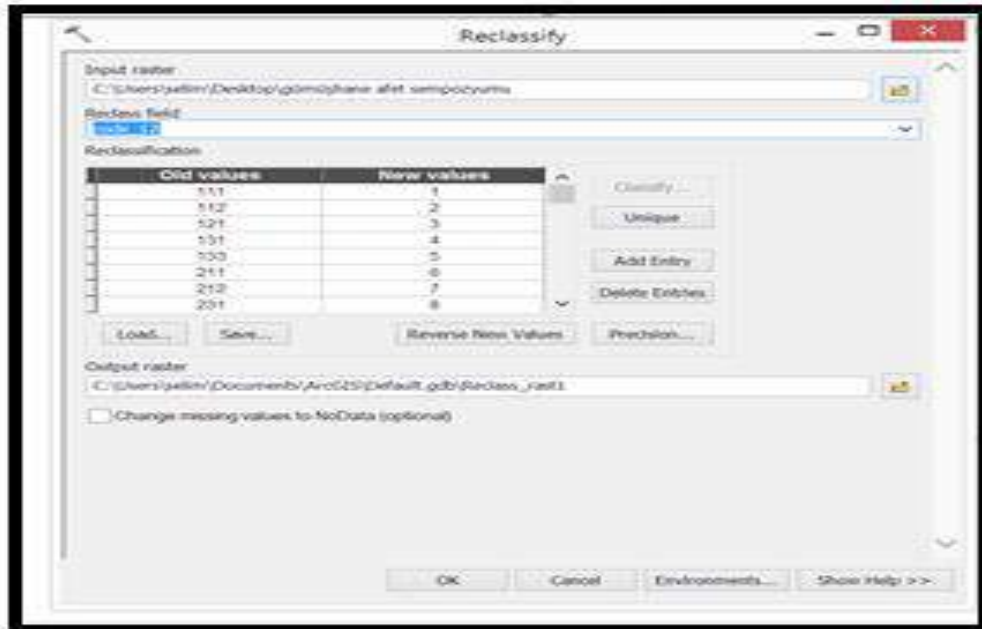 Reclassify
Input raster
C:\Users\selim\Desktop\gümüşhane afet sempozyumu
Reclass field
Reclassification
Old values New values
111 1
112 2
121 3
131 4
133 5
211 6
212 7
231 8
Classify...
Unique
Add Entry
Delete Entries
Load... Save... Reverse New Values Precision...
Output raster
C:\Users\selim\Documents\ArcGIS\Default.gdb\Reclass_rast1
Change missing values to NoData (optional)
OK Cancel Environments... Show Help >>